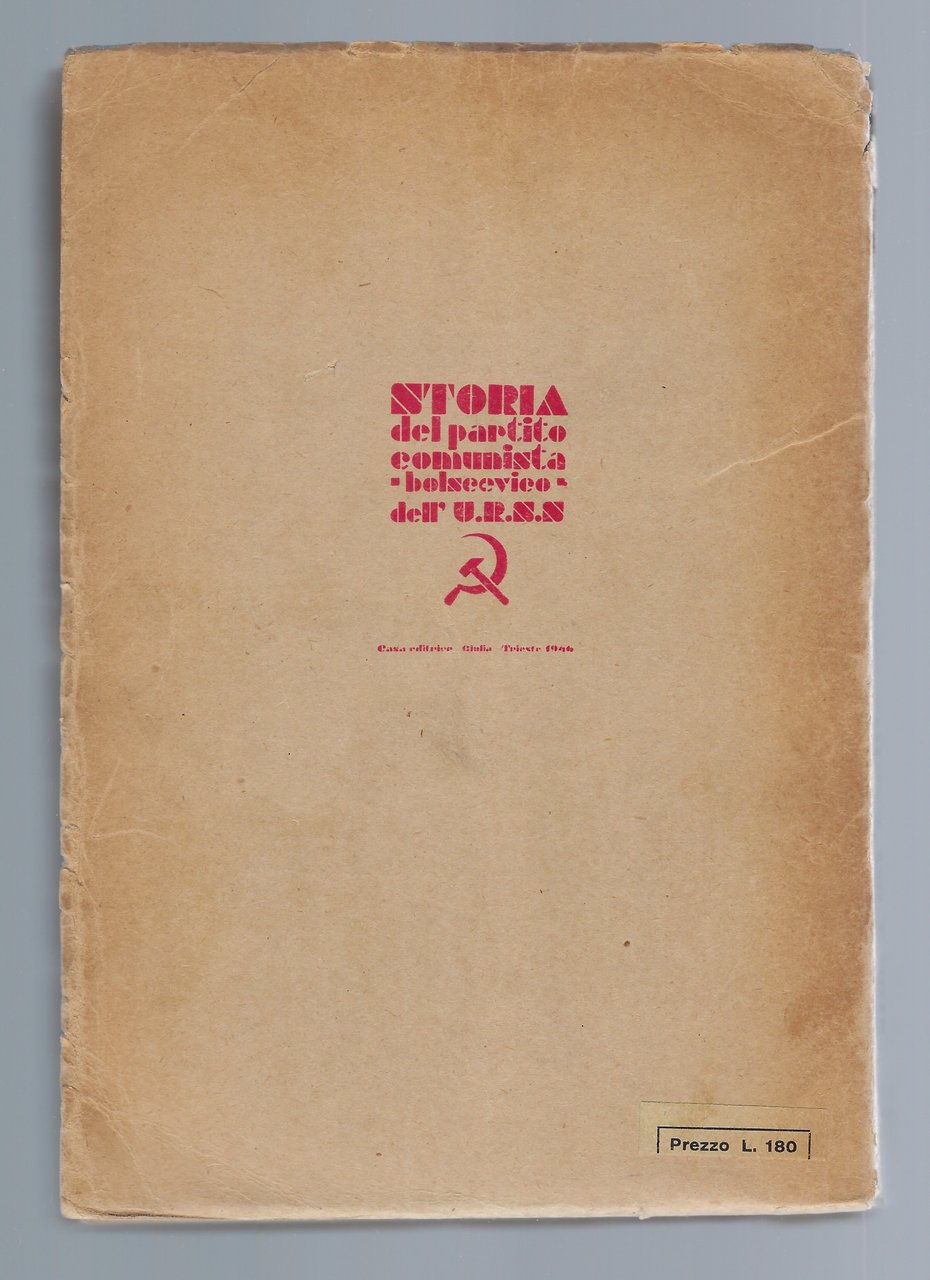 STORIA
del partito
comunista
- bolscevico -
dell' U.R.S.S
Casa editrice Giulia Trieste 1946
Prezzo L. 180